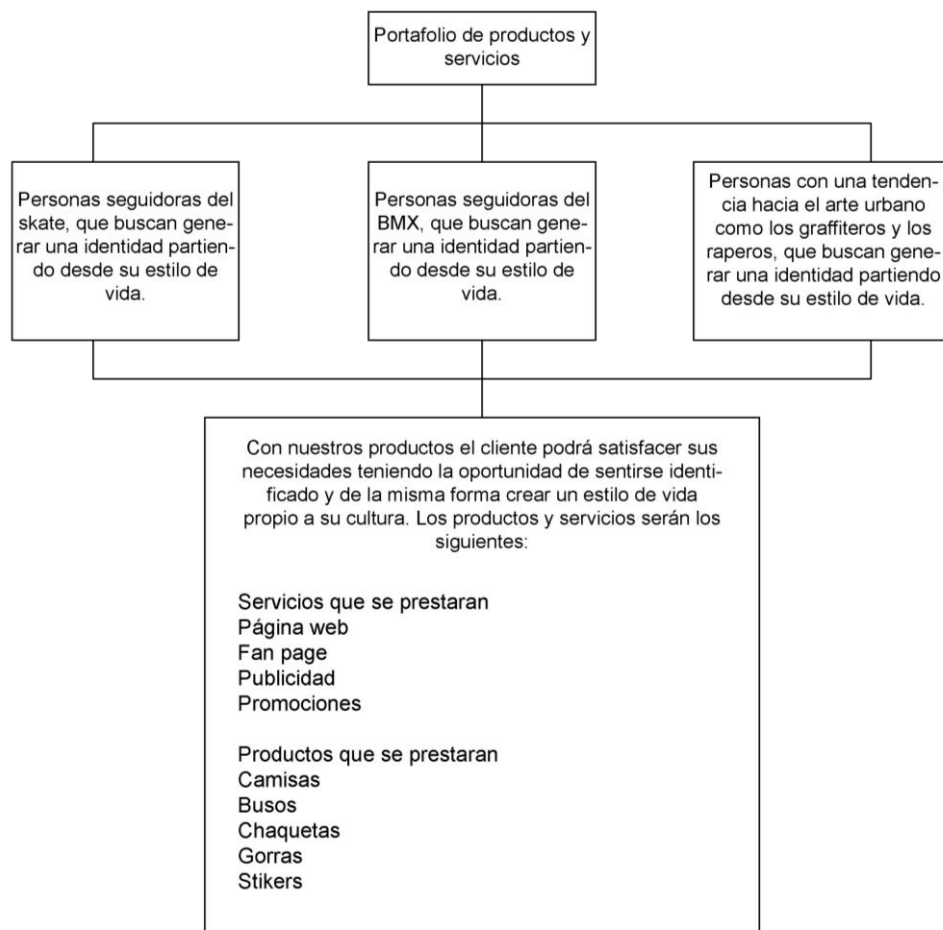 Portafolio de productos y
servicios
Personas seguidoras del
skate, que buscan gene-
rar una identidad partien-
do desde su estilo de
vida.
Personas seguidoras del
BMX, que buscan gene-
rar una identidad partien-
do desde su estilo de
vida.
Personas con una tenden-
cia hacia el arte urbano
como los graffiteros y los
raperos, que buscan gene-
rar una identidad partiendo
desde su estilo de vida.
Con nuestros productos el cliente podrá satisfacer sus
necesidades teniendo la oportunidad de sentirse identi-
ficado y de la misma forma crear un estilo de vida
propio a su cultura. Los productos y servicios serán los
siguientes:
Servicios que se prestaran
Página web
Fan page
Publicidad
Promociones
Productos que se prestaran
Camisas
Busos
Chaquetas
Gorras
Stikers